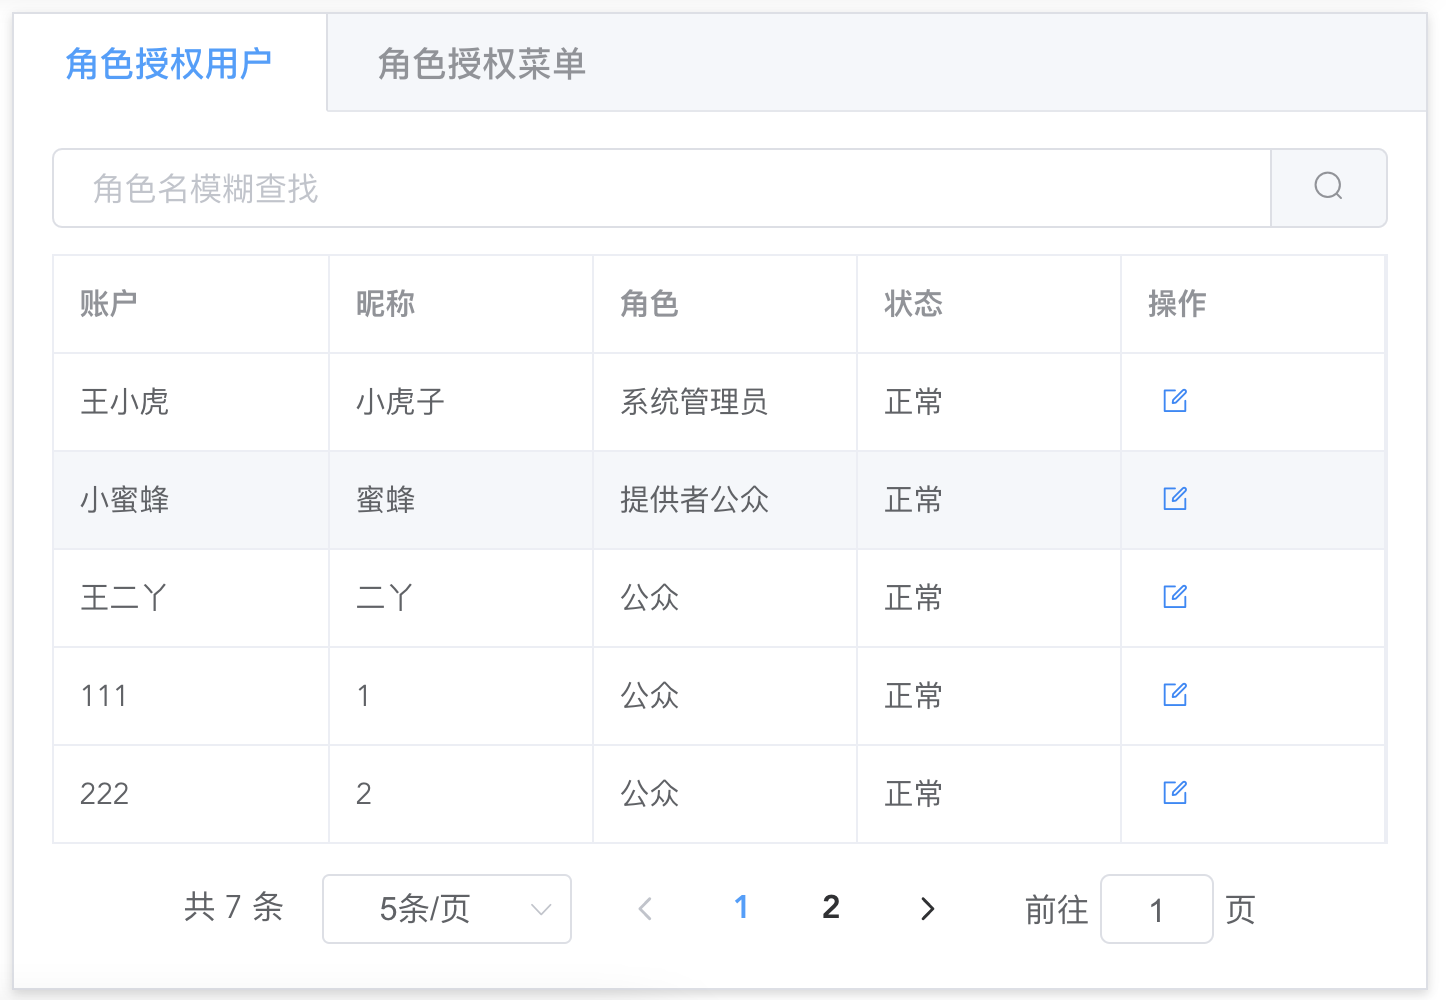 角色授权用户 角色授权菜单
角色名模糊查找
账户 昵称 角色 状态 操作
王小虎 小虎子 系统管理员 正常
小蜜蜂 蜜蜂 提供者公众 正常
王二丫 二丫 公众 正常
111 1 公众 正常
222 2 公众 正常
共 7 条 5条/页 1 2 前往 1 页